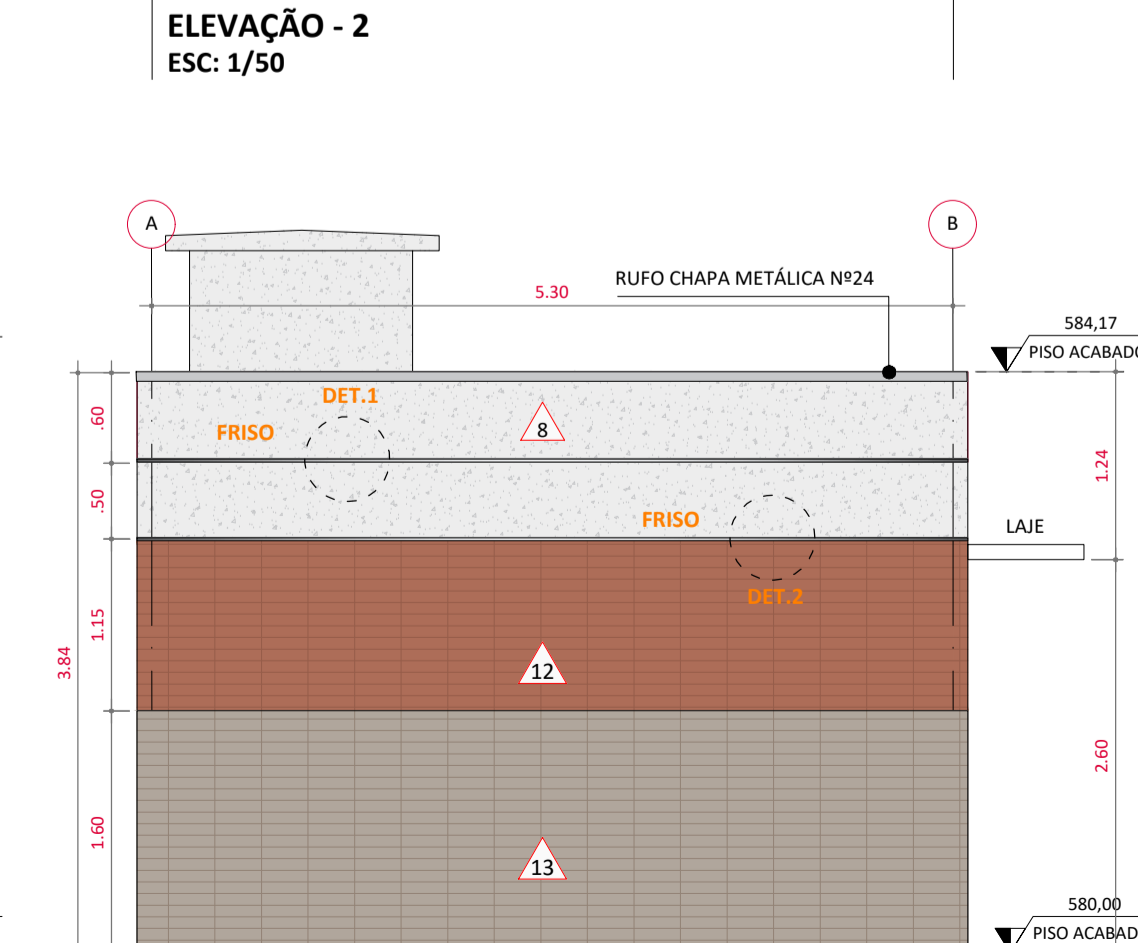 ELEVAÇÃO - 2
ESC: 1/50
A
B
RUFO CHAPA METÁLICA Nº24
5.30
584,17
PISO ACABADO
DET.1
.60
8
FRISO
1.24
.50
FRISO
LAJE
DET.2
1.15
3.84
12
2.60
1.60
13
580,00
PISO ACABAD